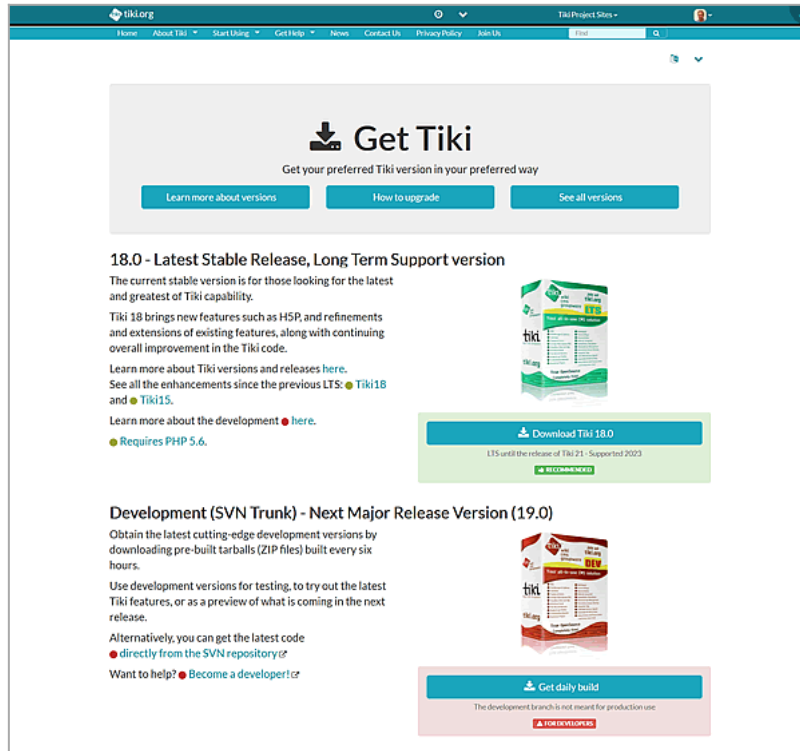 tiki.org
Tiki Project Sites
Home About Tiki Start Using Get Help News Contact Us Privacy Policy Join Us Find
Get Tiki
Get your preferred Tiki version in your preferred way
Learn more about versions How to upgrade See all versions
18.0 - Latest Stable Release, Long Term Support version
The current stable version is for those looking for the latest
and greatest of Tiki capability.
Tiki 18 brings new features such as H5P, and refinements
and extensions of existing features, along with continuing
overall improvement in the Tiki code.
Learn more about Tiki versions and releases here.
See all the enhancements since the previous LTS: Tiki18
and Tiki15.
Learn more about the development here.
Requires PHP 5.6.
tiki
LTS
Download Tiki 18.0
LTS until the release of Tiki 21 - Supported 2023
RECOMMENDED
Development (SVN Trunk) - Next Major Release Version (19.0)
Obtain the latest cutting-edge development versions by
downloading pre-built tarballs (ZIP files) built every six
hours.
Use development versions for testing, to try out the latest
Tiki features, or as a preview of what is coming in the next
release.
Alternatively, you can get the latest code
directly from the SVN repository
Want to help? Become a developer!
tiki
DEV
Get daily build
The development branch is not meant for production use
FOR DEVELOPERS